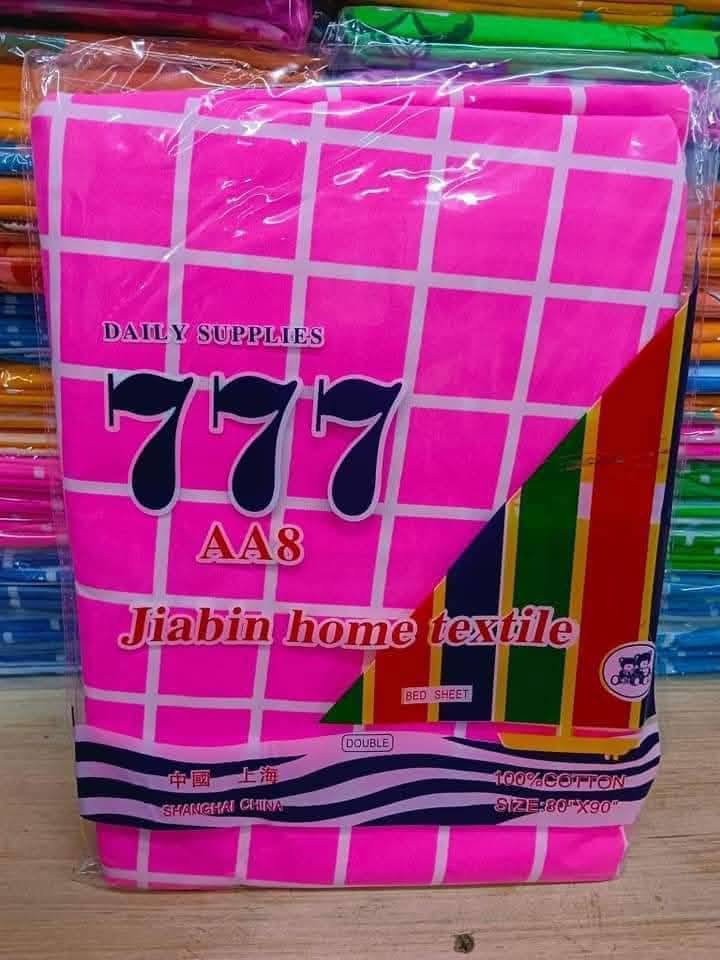 DAILY SUPPLIES
777
AA8
Jiabin home textile
BED SHEET
DOUBLE
中國 上海
SHANGHAI CHINA
100%COTTON
SIZE:80"X90"